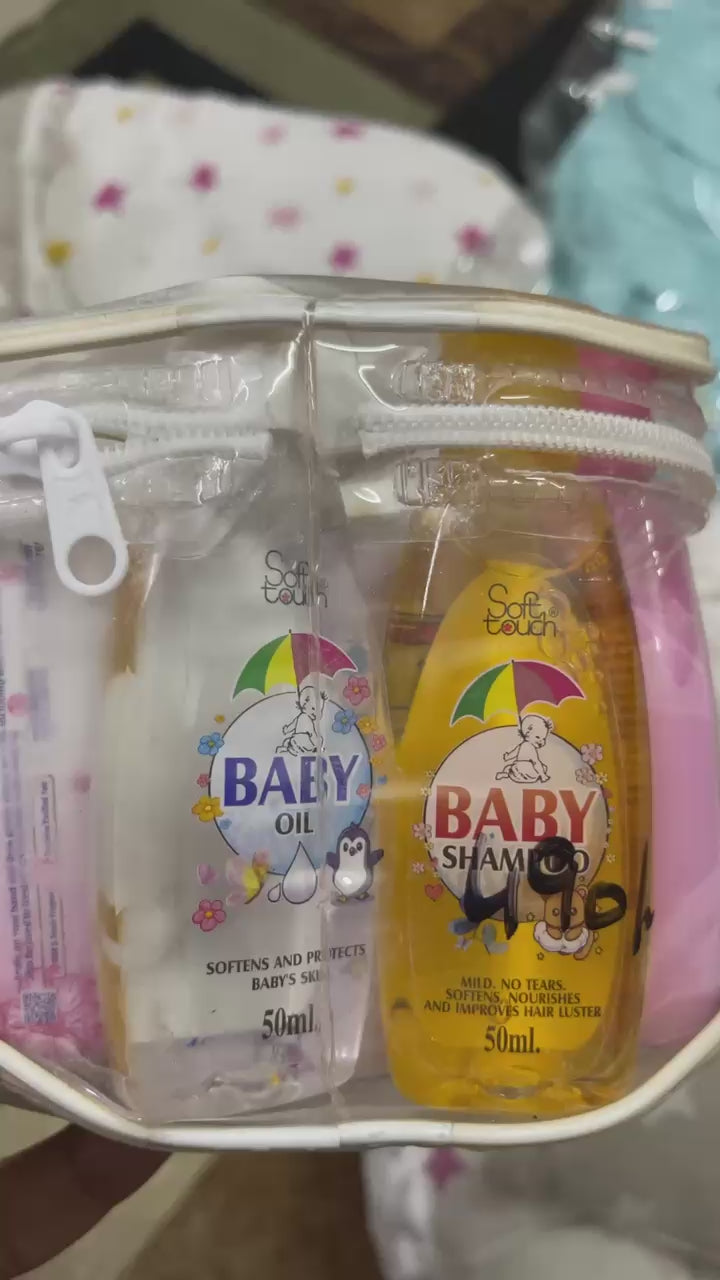 Soft
touch
BABY
OIL
SOFTENS AND PROTECTS
BABY'S SKIN
50ml.
Soft®
touch
BABY
SHAMPOO
490/-
MILD. NO TEARS.
SOFTENS, NOURISHES
AND IMPROVES HAIR LUSTER
50ml.